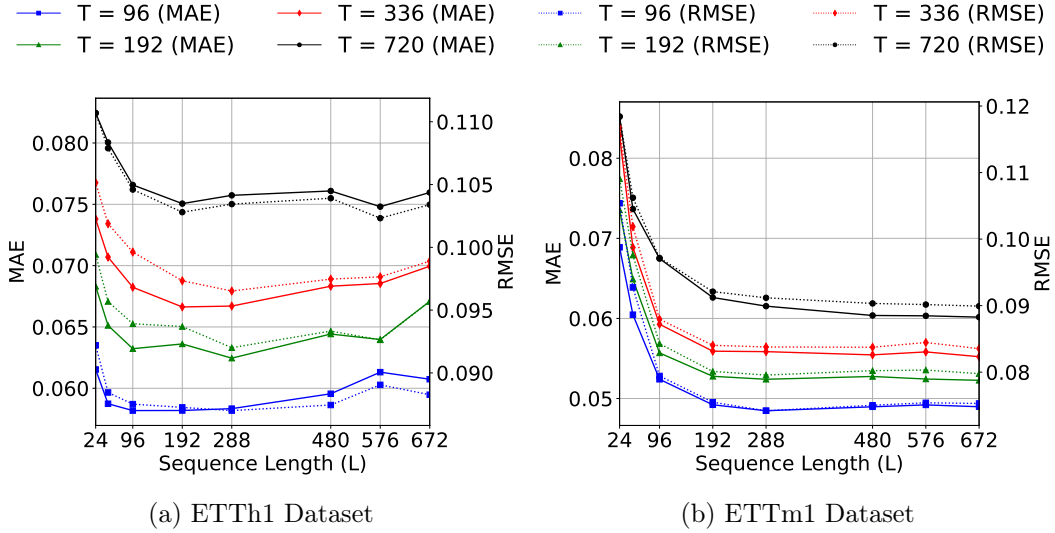 T = 96 (MAE) T = 336 (MAE) T = 96 (RMSE) T = 336 (RMSE)
T = 192 (MAE) T = 720 (MAE) T = 192 (RMSE) T = 720 (RMSE)
0.080
0.075
0.070
0.065
0.060
MAE
0.110
0.105
0.100
0.095
0.090
RMSE
24 96 192 288 480 576 672
Sequence Length (L)
(a) ETTh1 Dataset
0.08
0.07
0.06
0.05
MAE
0.12
0.11
0.10
0.09
0.08
RMSE
24 96 192 288 480 576 672
Sequence Length (L)
(b) ETTm1 Dataset